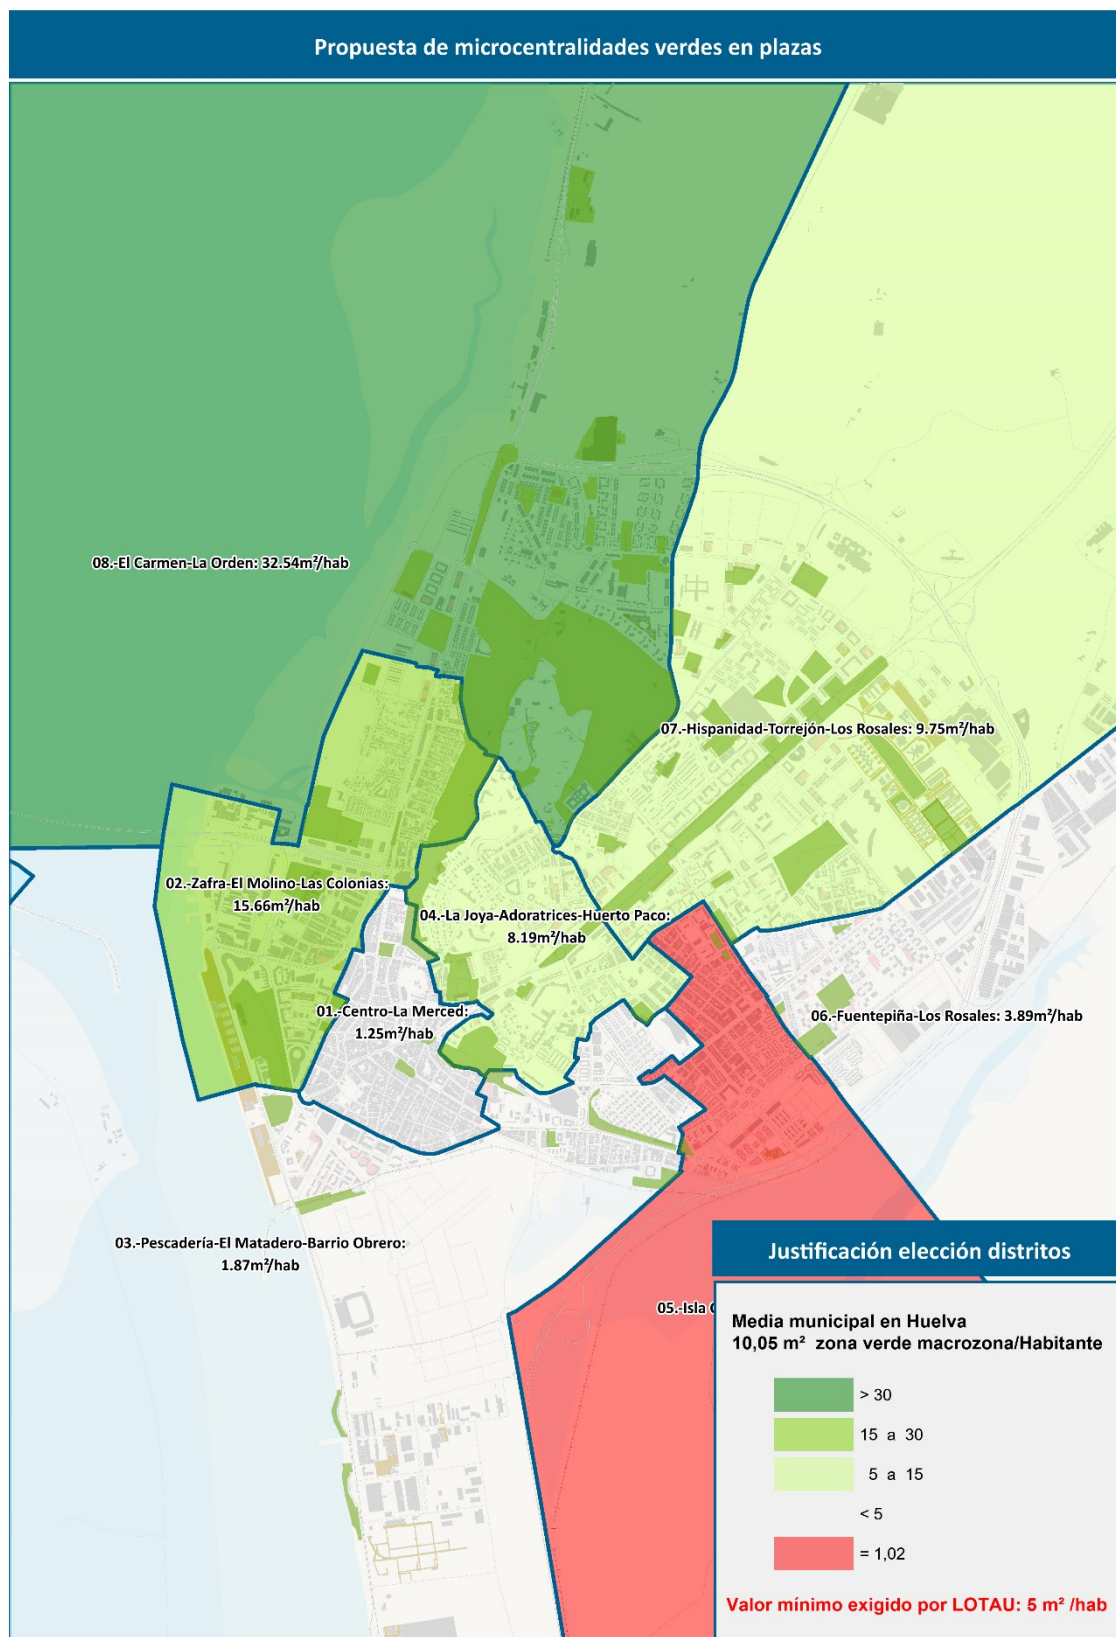 Propuesta de microcentralidades verdes en plazas
08.-El Carmen-La Orden: 32.54m²/hab
07.-Hispanidad-Torrejón-Los Rosales: 9.75m²/hab
02.-Zafra-El Molino-Las Colonias:
15.66m²/hab
04.-La Joya-Adoratrices-Huerto Paco:
8.19m²/hab
01.-Centro-La Merced:
1.25m²/hab
06.-Fuentepiña-Los Rosales: 3.89m²/hab
03.-Pescadería-El Matadero-Barrio Obrero:
1.87m²/hab
05.-Isla
Justificación elección distritos
Media municipal en Huelva
10,05 m² zona verde macrozona/Habitante
> 30
15 a 30
5 a 15
< 5
= 1,02
Valor mínimo exigido por LOTAU: 5 m² /hab